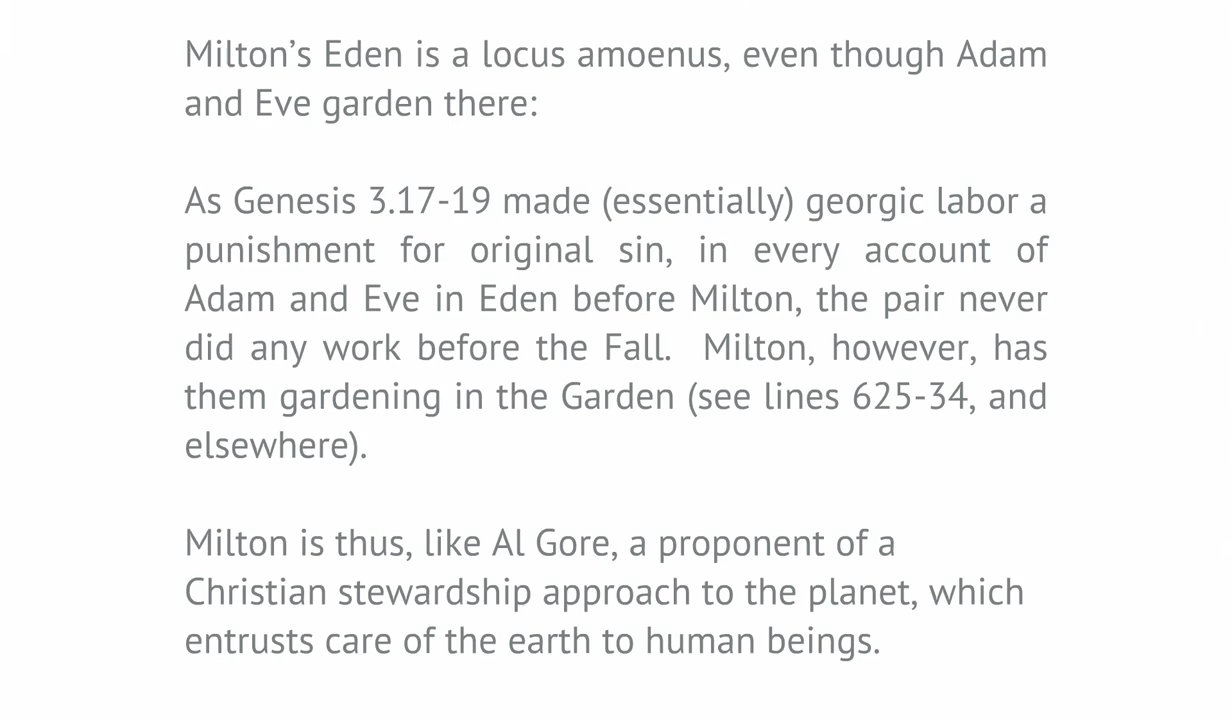 Milton’s Eden is a locus amoenus, even though Adam
and Eve garden there:
As Genesis 3.17-19 made (essentially) georgic labor a
punishment for original sin, in every account of
Adam and Eve in Eden before Milton, the pair never
did any work before the Fall.  Milton, however, has
them gardening in the Garden (see lines 625-34, and
elsewhere).
Milton is thus, like Al Gore, a proponent of a
Christian stewardship approach to the planet, which
entrusts care of the earth to human beings.